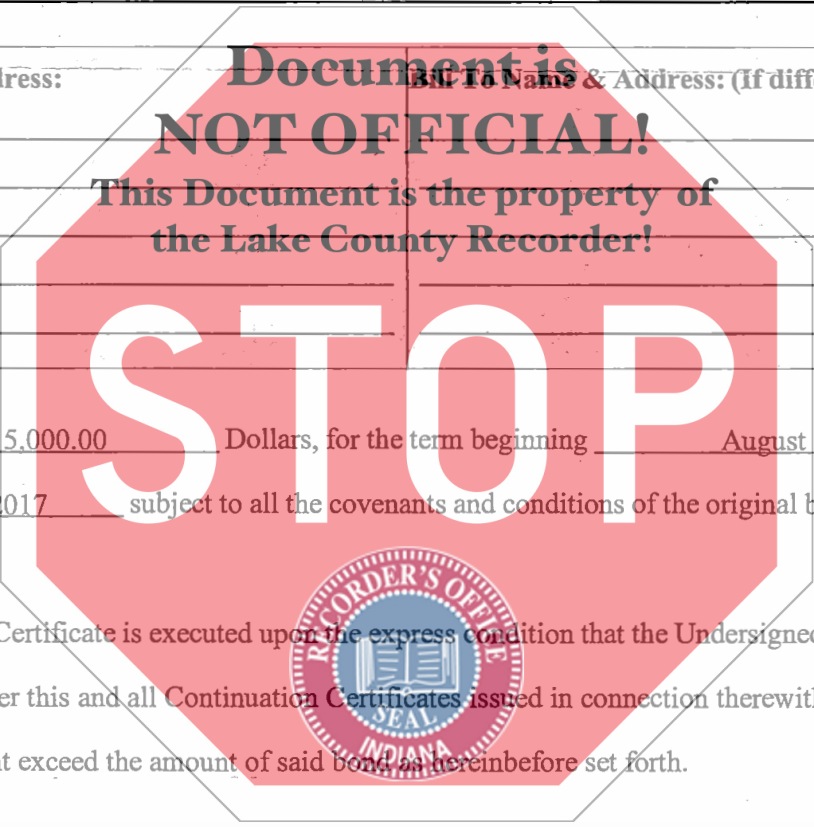 Document is
dress: Bill To Name & Address: (If diff
NOT OFFICIAL!
This Document is the property of
the Lake County Recorder!
STOP
5,000.00 Dollars, for the term beginning August
2017 subject to all the covenants and conditions of the original b
RECORDER'S OFFICE
Certificate is executed upon the express condition that the Undersigned
er this and all Continuation Certificates issued in connection therewith
SEAL
INDIANA
t exceed the amount of said bond as hereinbefore set forth.